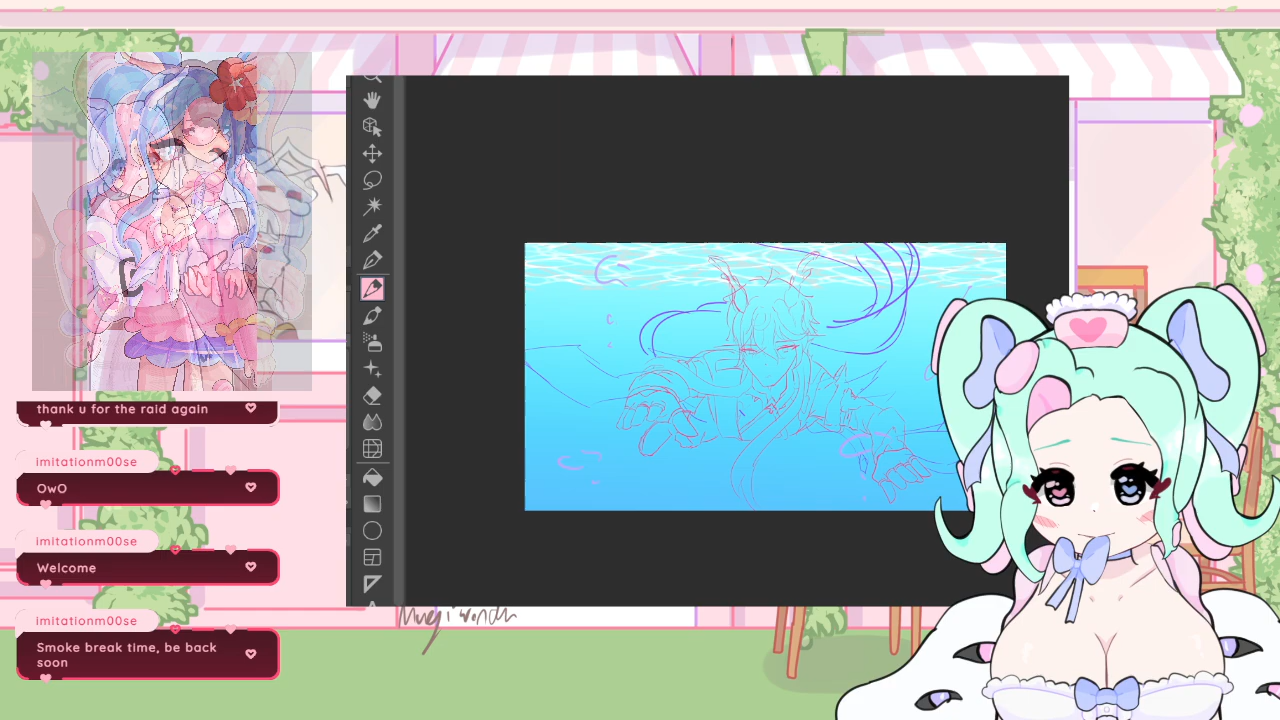 thank u for the raid again
imitationm00se
OwO
imitationm00se
Welcome
imitationm00se
Smoke break time, be back
soon